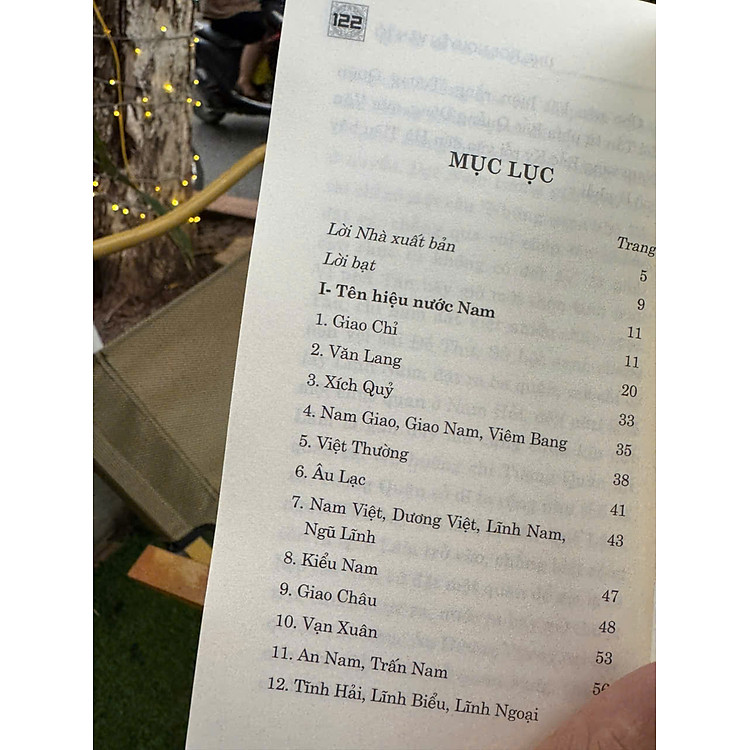 122
MỤC LỤC
Trang
Lời Nhà xuất bản 5
Lời bạt 9
I- Tên hiệu nước Nam 11
1. Giao Chỉ 11
2. Văn Lang 20
3. Xích Quỷ 33
4. Nam Giao, Giao Nam, Viêm Bang 35
5. Việt Thường 38
6. Âu Lạc 41
7. Nam Việt, Dương Việt, Lĩnh Nam,
Ngũ Lĩnh 43
8. Kiểu Nam 47
9. Giao Châu 48
10. Vạn Xuân 53
11. An Nam, Trấn Nam
12. Tĩnh Hải, Lĩnh Biểu, Lĩnh Ngoại